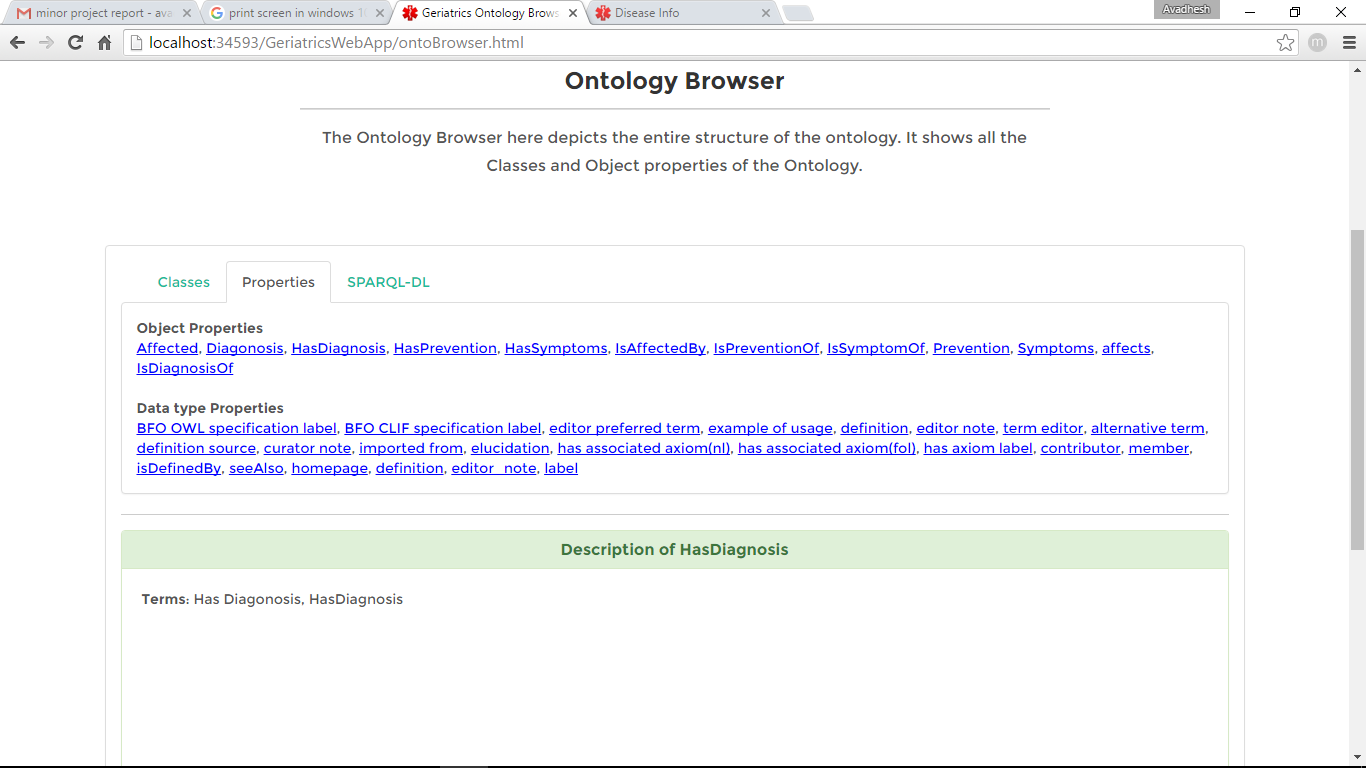 minor project report - ava
print screen in windows 1
Geriatrics Ontology Brows
Disease Info
Avadhesh
localhost:34593/GeriatricsWebApp/ontoBrowser.html
m
Ontology Browser
The Ontology Browser here depicts the entire structure of the ontology. It shows all the
Classes and Object properties of the Ontology.
Classes Properties SPARQL-DL
Object Properties
Affected, Diagonosis, HasDiagnosis, HasPrevention, HasSymptoms, IsAffectedBy, IsPreventionOf, IsSymptomOf, Prevention, Symptoms, affects,
IsDiagnosisOf
Data type Properties
BFO OWL specification label, BFO CLIF specification label, editor preferred term, example of usage, definition, editor note, term editor, alternative term,
definition source, curator note, imported from, elucidation, has associated axiom(nl), has associated axiom(fol), has axiom label, contributor, member,
isDefinedBy, seeAlso, homepage, definition, editor_note, label
Description of HasDiagnosis
Terms: Has Diagonosis, HasDiagnosis